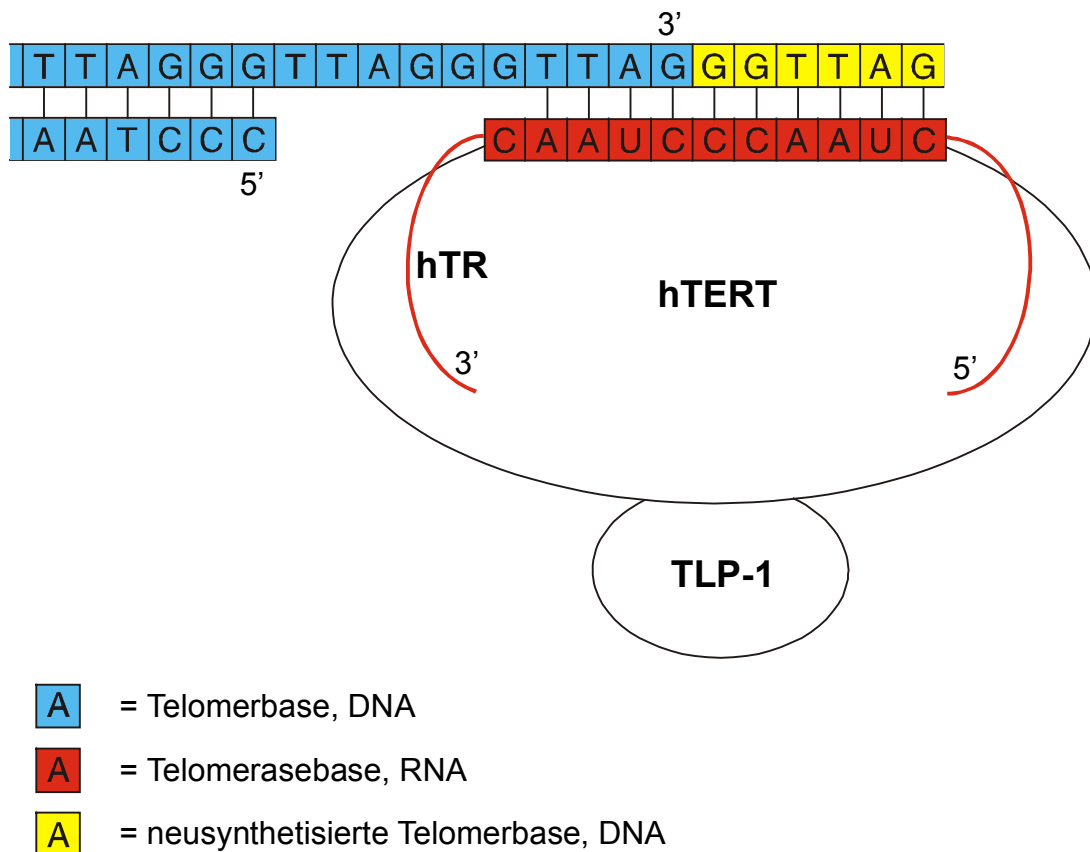 3’
T T A G G G T T A G G G T T A G G G T T A G
A A T C C C C A A U C C C A A U C
5’
hTR hTERT
3’ 5’
TLP-1
A = Telomerbase, DNA
A = Telomerasebase, RNA
A = neusynthetisierte Telomerbase, DNA